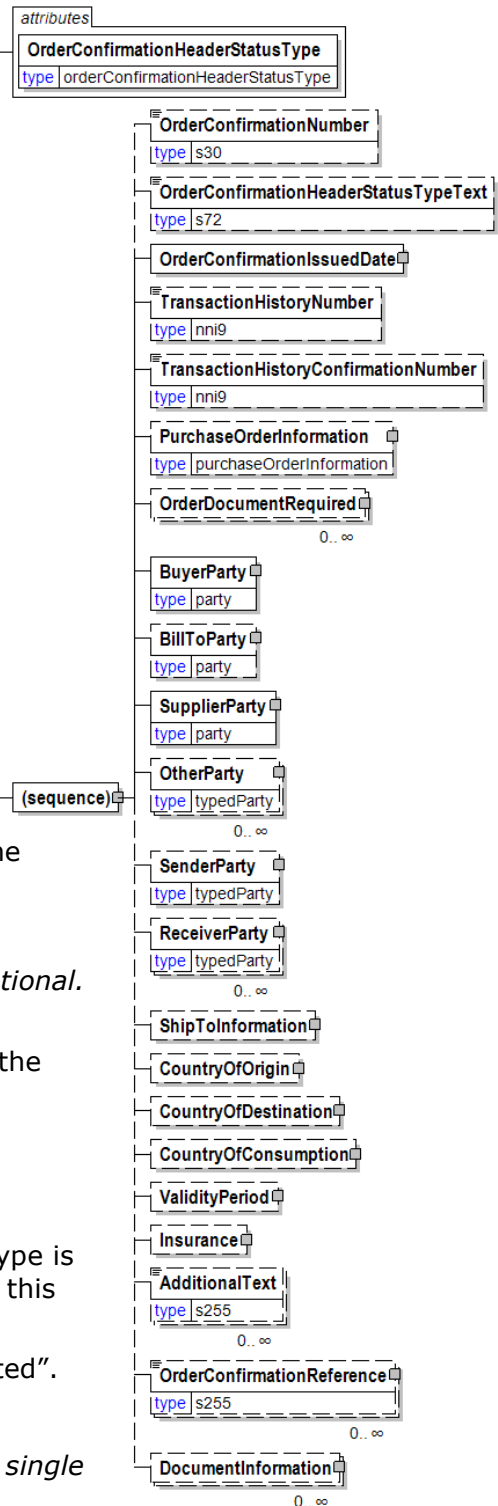 attributes
OrderConfirmationHeaderStatusType
type orderConfirmationHeaderStatusType
OrderConfirmationNumber
type s30
OrderConfirmationHeaderStatusTypeText
type s72
OrderConfirmationIssuedDate
TransactionHistoryNumber
type nni9
TransactionHistoryConfirmationNumber
type nni9
PurchaseOrderInformation
type purchaseOrderInformation
OrderDocumentRequired
0.. ∞
BuyerParty
type party
BillToParty
type party
SupplierParty
type party
OtherParty
(sequence)
type typedParty
0.. ∞
SenderParty
type typedParty
ReceiverParty
type typedParty
tional.
0.. ∞
ShipToInformation
the
CountryOfOrigin
CountryOfDestination
CountryOfConsumption
ValidityPeriod
Insurance
ype is
AdditionalText
this
type s255
0.. ∞
ted”.
OrderConfirmationReference
type s255
0.. ∞
single
DocumentInformation
0.. ∞